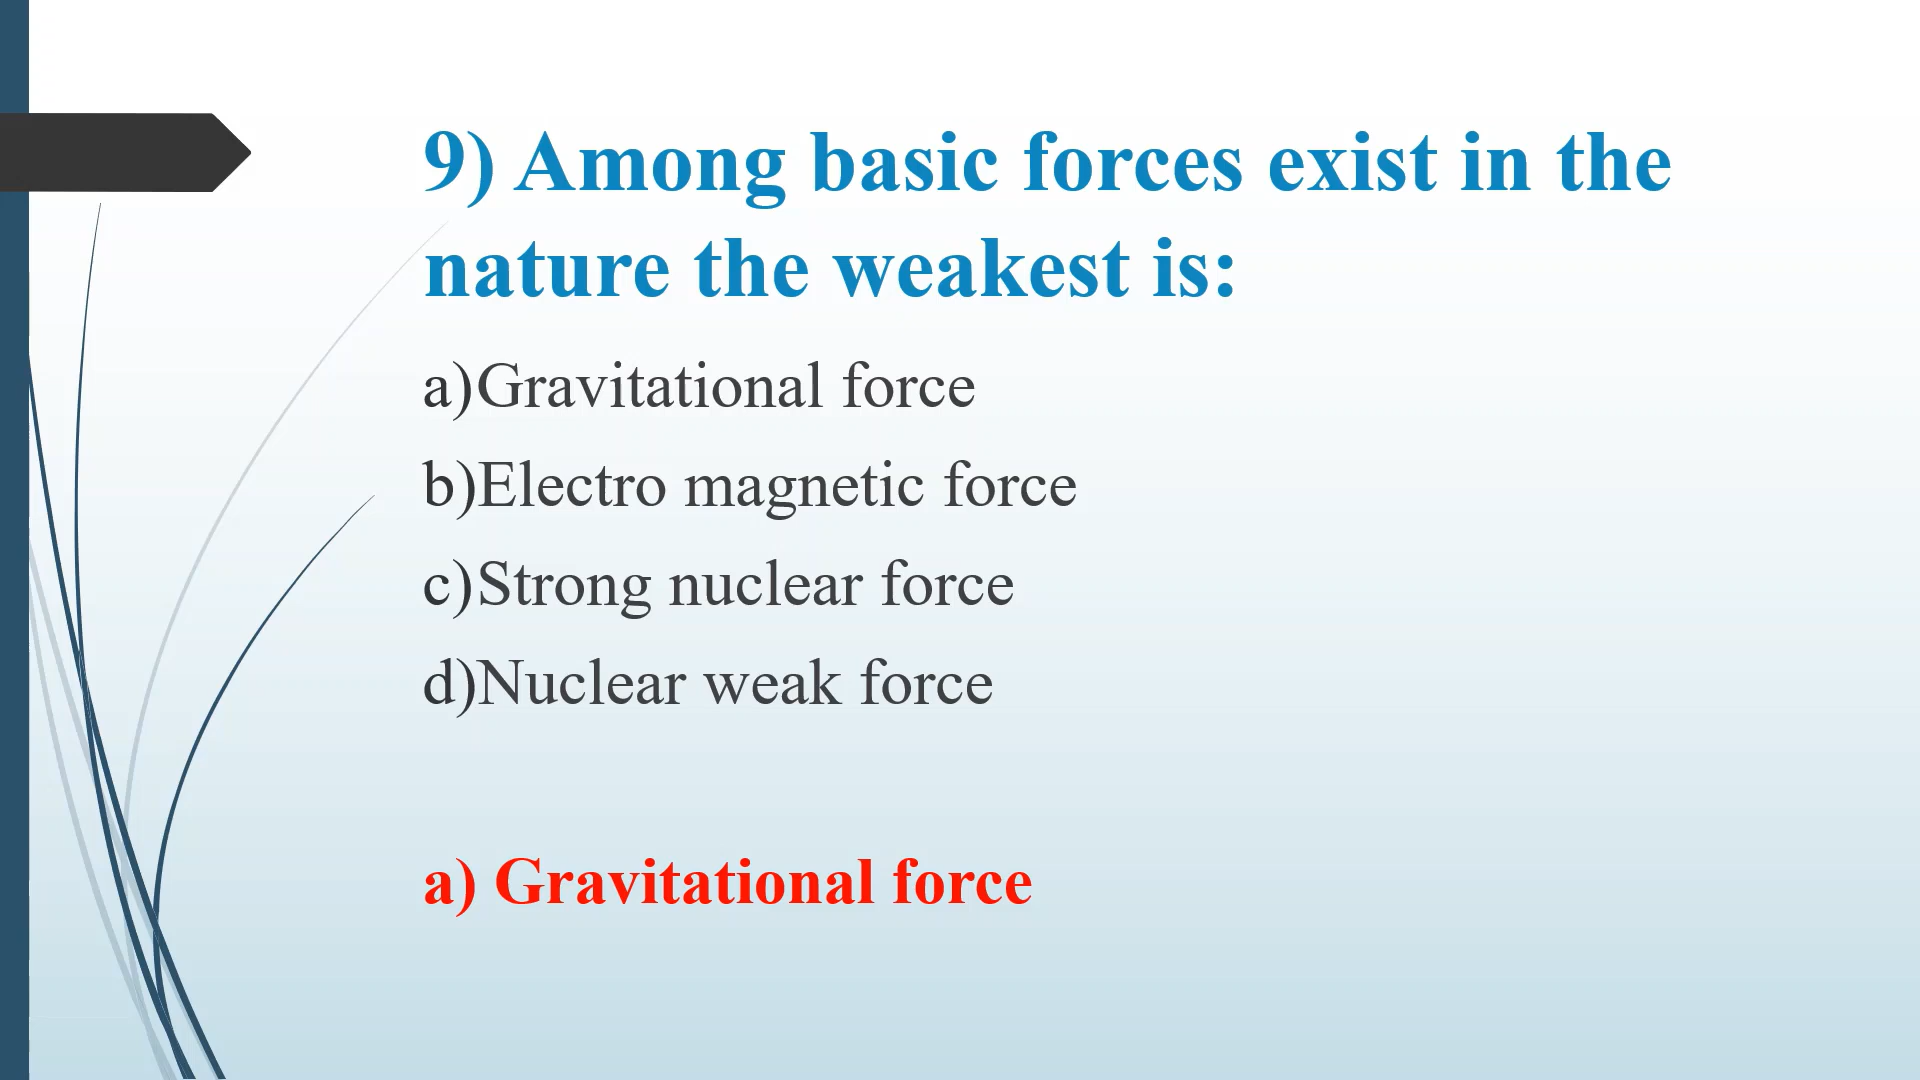 9) Among basic forces exist in the
nature the weakest is:
a)Gravitational force
b)Electro magnetic force
c)Strong nuclear force
d)Nuclear weak force
a) Gravitational force